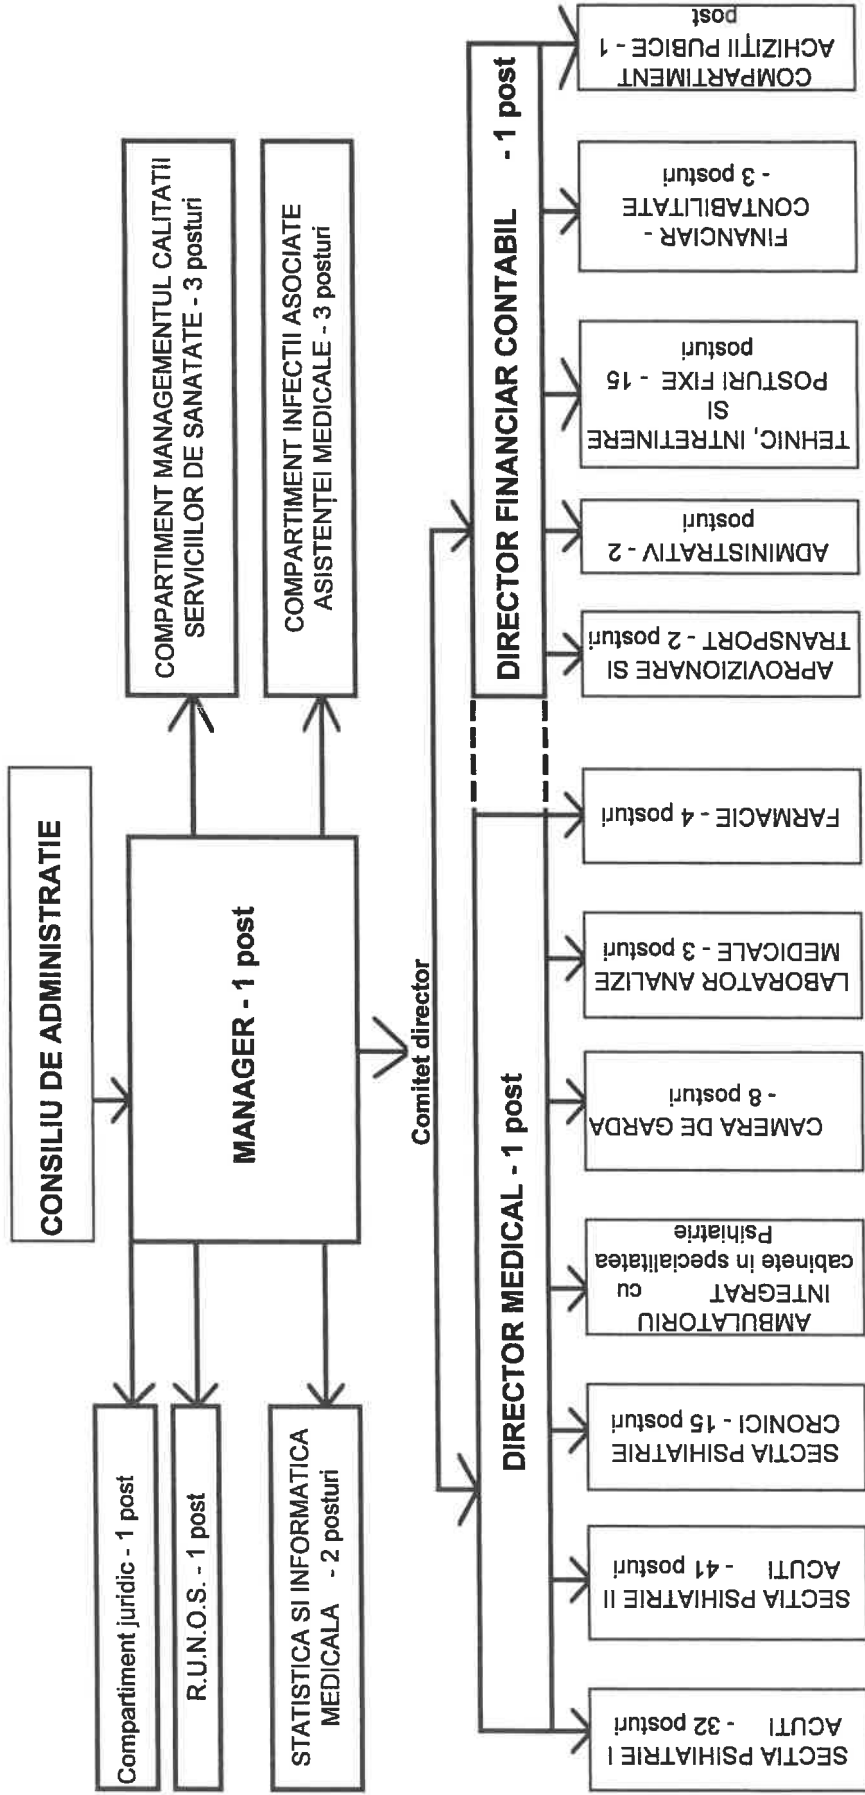 CONSILIU DE ADMINISTRATIE
MANAGER - 1 post
Compartiment juridic - 1 post
R.U.N.O.S. - 1 post
STATISTICA SI INFORMATICA
MEDICALA - 2 posturi
COMPARTIMENT MANAGEMENTUL CALITATII
SERVICIILOR DE SANATATE - 3 posturi
COMPARTIMENT INFECTII ASOCIATE
ASISTENȚEI MEDICALE - 3 posturi
Comitet director
DIRECTOR MEDICAL - 1 post
DIRECTOR FINANCIAR CONTABIL - 1 post
SECTIA PSIHIATRIE I
ACUTI - 32 posturi
SECTIA PSIHIATRIE II
ACUTI - 41 posturi
SECTIA PSIHIATRIE
CRONICI - 15 posturi
AMBULATORIU
INTEGRAT cu
cabinete in specialitatea
Psihiatrie
CAMERA DE GARDA
- 8 posturi
LABORATOR ANALIZE
MEDICALE - 3 posturi
FARMACIE - 4 posturi
APROVIZIONARE SI
TRANSPORT - 2 posturi
ADMINISTRATIV - 2
posturi
TEHNIC, INTRETINERE
SI
POSTURI FIXE - 15
posturi
FINANCIAR -
CONTABILITATE
- 3 posturi
COMPARTIMENT
ACHIZIȚII PUBICE - 1
post